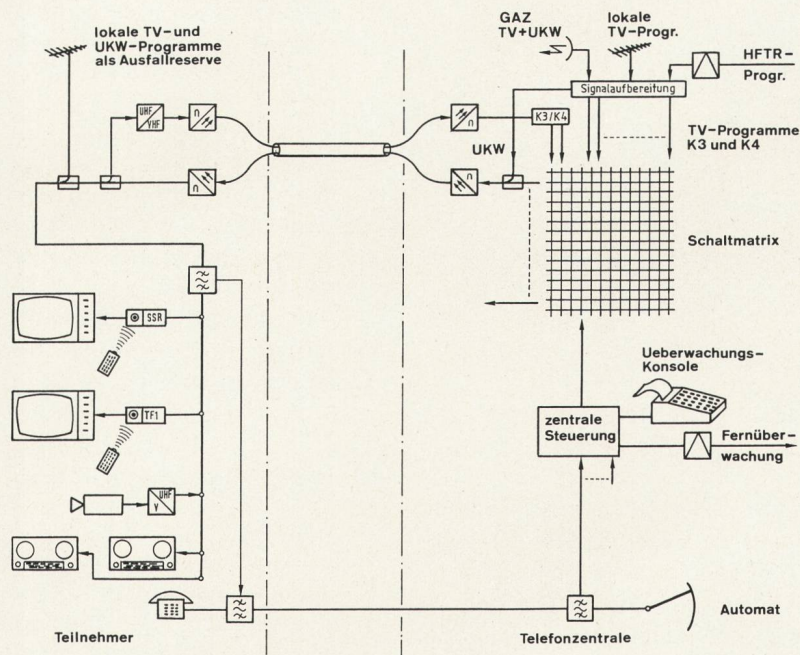 lokale TV-und
UKW-Programme
als Ausfallreserve
GAZ
TV+UKW
lokale
TV-Progr.
HFTR-
Progr.
Signalaufbereitung
UHF
VHF
n
n
n
K3/K4
TV-Programme
K3 und K4
UKW
n
Schaltmatrix
SSR
Ueberwachungs-
Konsole
TF1
zentrale
Steuerung
Fernüber-
wachung
UHF
V
Automat
Teilnehmer
Telefonzentrale